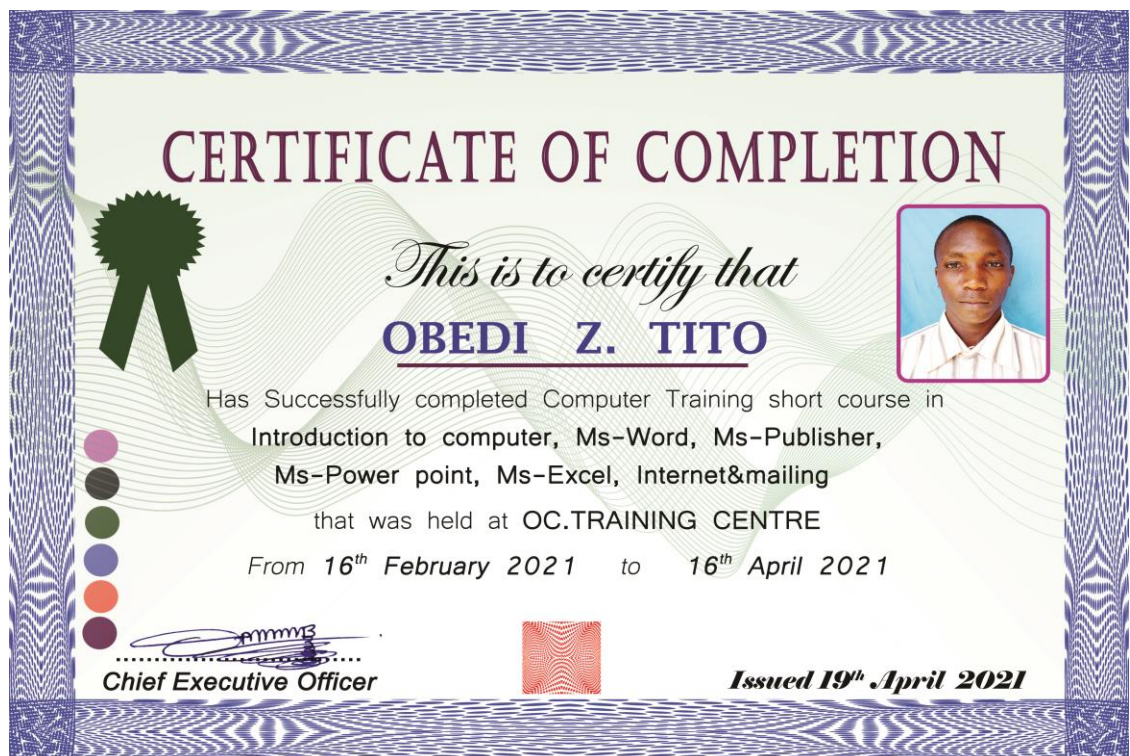 CERTIFICATE OF COMPLETION
This is to certify that
OBEDI Z. TITO
Has Successfully completed Computer Training short course in
Introduction to computer, Ms-Word, Ms-Publisher,
Ms-Power point, Ms-Excel, Internet&mailing
that was held at OC.TRAINING CENTRE
From 16th February 2021 to 16th April 2021
Chief Executive Officer
Issued 19th April 2021